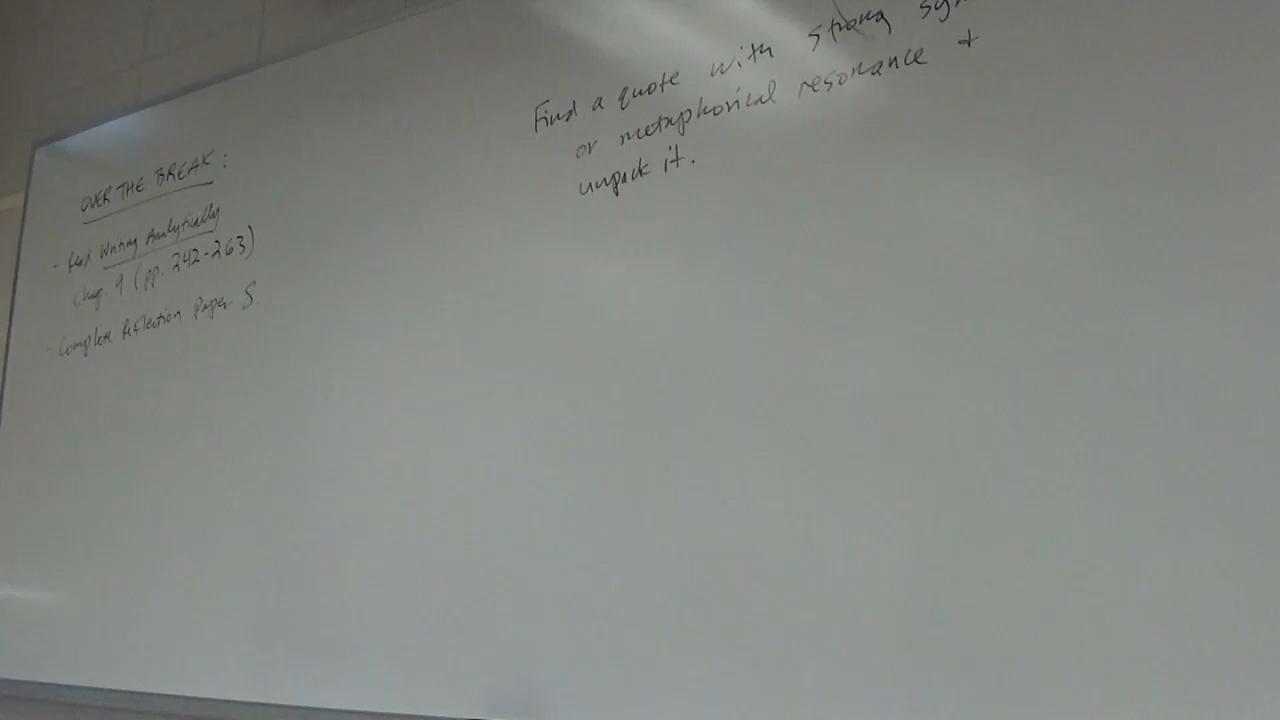 OVER THE BREAK:
- Read Writing Analytically
Chap. 9 (pp. 242-263)
- Complete Reflection Paper 5
Find a quote with strong
or metaphorical resonance +
unpack it.